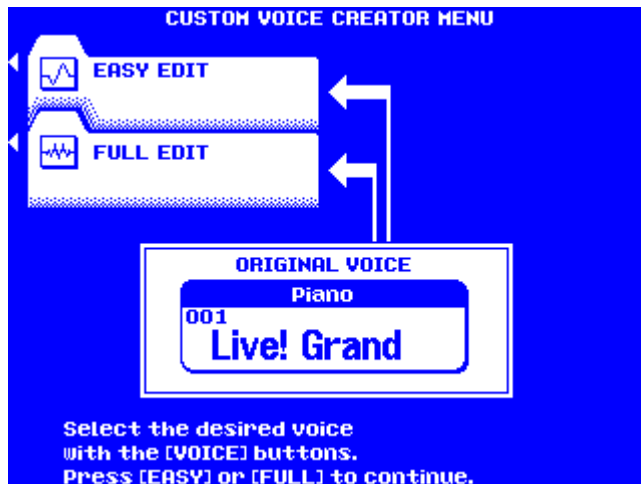 CUSTOM VOICE CREATOR MENU
EASY EDIT
FULL EDIT
ORIGINAL VOICE
Piano
001
Live! Grand
Select the desired voice
with the [VOICE] buttons.
Press [EASY] or [FULL] to continue.